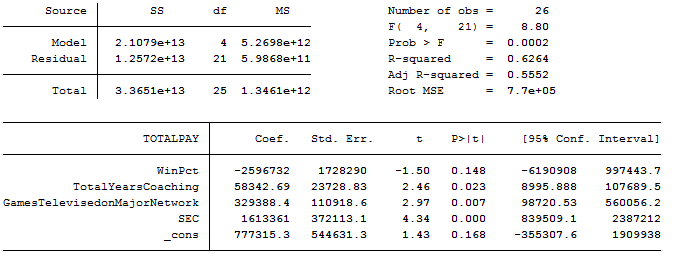 Source SS df MS Number of obs = 26
F( 4, 21) = 8.80
Model 2.1079e+13 4 5.2698e+12 Prob > F = 0.0002
Residual 1.2572e+13 21 5.9868e+11 R-squared = 0.6264
Adj R-squared = 0.5552
Total 3.3651e+13 25 1.3461e+12 Root MSE = 7.7e+05
TOTALPAY Coef. Std. Err. t P>|t| [95% Conf. Interval]
WinPct -2596732 1728290 -1.50 0.148 -6190908 997443.7
TotalYearsCoaching 58342.69 23728.83 2.46 0.023 8995.888 107689.5
GamesTelevisedonMajorNetwork 329388.4 110918.6 2.97 0.007 98720.53 560056.2
SEC 1613361 372113.1 4.34 0.000 839509.1 2387212
_cons 777315.3 544631.3 1.43 0.168 -355307.6 1909938